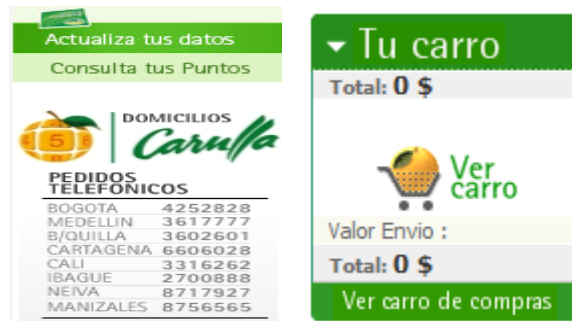 Actualiza tus datos
Consulta tus Puntos
5
DOMICILIOS
Carulla
PEDIDOS
TELEFÓNICOS
BOGOTA 4252828
MEDELLIN 3617777
B/QUILLA 3602601
CARTAGENA 6606028
CALI 3316262
IBAGUE 2700888
NEIVA 8717927
MANIZALES 8756565
Tu carro
Total: 0 $
Ver
carro
Valor Envio :
Total: 0 $
Ver carro de compras